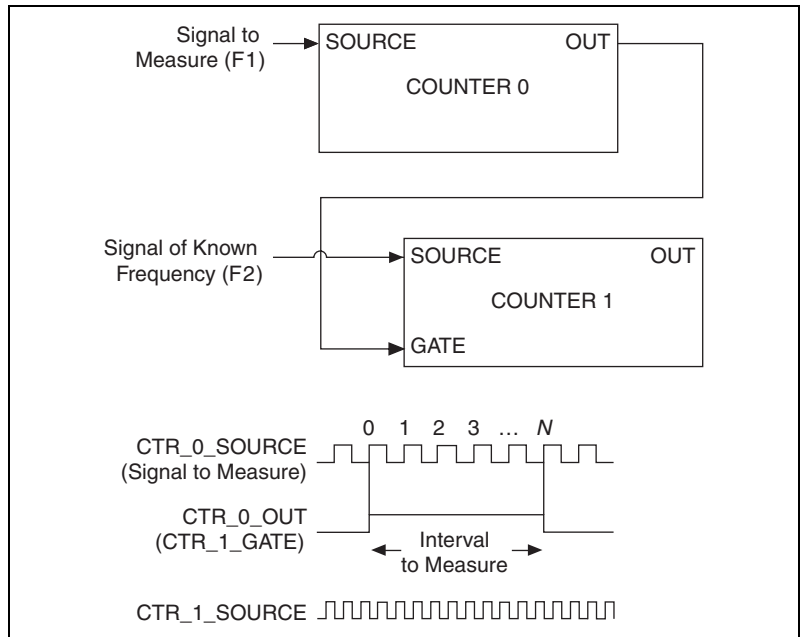 Signal to
Measure (F1)
SOURCE OUT
COUNTER 0
Signal of Known
Frequency (F2)
SOURCE OUT
COUNTER 1
GATE
0 1 2 3 … N
CTR_0_SOURCE
(Signal to Measure)
CTR_0_OUT
(CTR_1_GATE)
Interval
to Measure
CTR_1_SOURCE